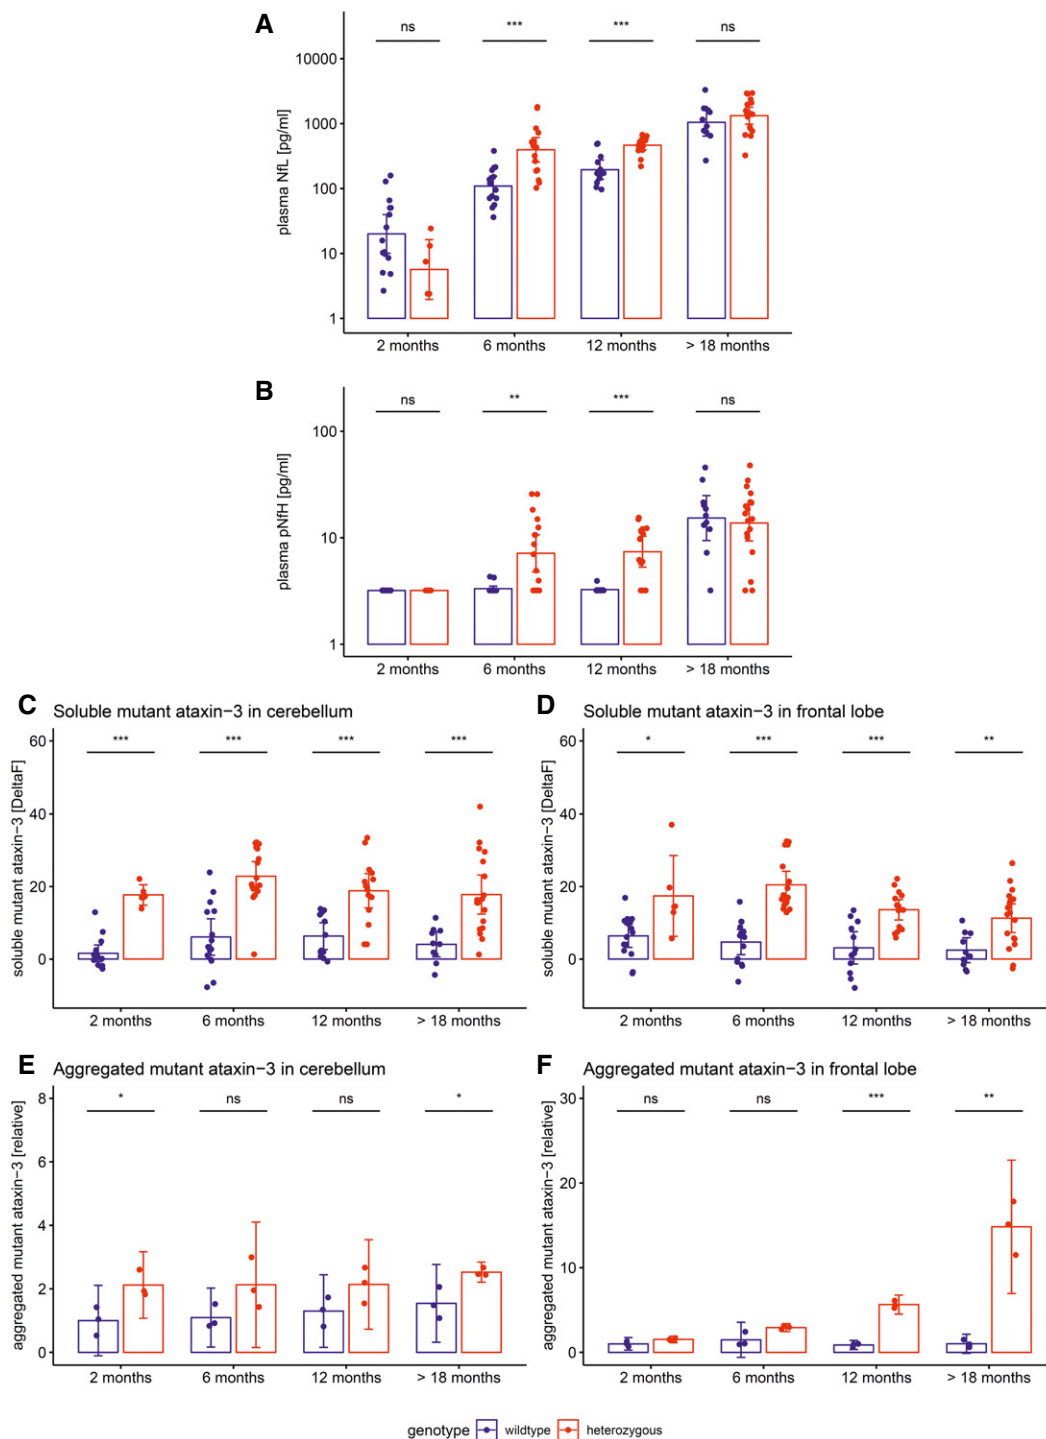 A
ns *** *** ns
plasma NfL [pg/ml]
10000
1000
100
10
1
2 months 6 months 12 months > 18 months
B
ns ** *** ns
plasma pNfH [pg/ml]
100
10
1
2 months 6 months 12 months > 18 months
C Soluble mutant ataxin−3 in cerebellum
*** *** *** ***
soluble mutant ataxin−3 [DeltaF]
60
40
20
0
2 months 6 months 12 months > 18 months
D Soluble mutant ataxin−3 in frontal lobe
* *** *** **
soluble mutant ataxin−3 [DeltaF]
60
40
20
0
2 months 6 months 12 months > 18 months
E Aggregated mutant ataxin−3 in cerebellum
* ns ns *
aggregated mutant ataxin−3 [relative]
8
6
4
2
0
2 months 6 months 12 months > 18 months
F Aggregated mutant ataxin−3 in frontal lobe
ns ns *** **
aggregated mutant ataxin−3 [relative]
30
20
10
0
2 months 6 months 12 months > 18 months
genotype wildtype heterozygous